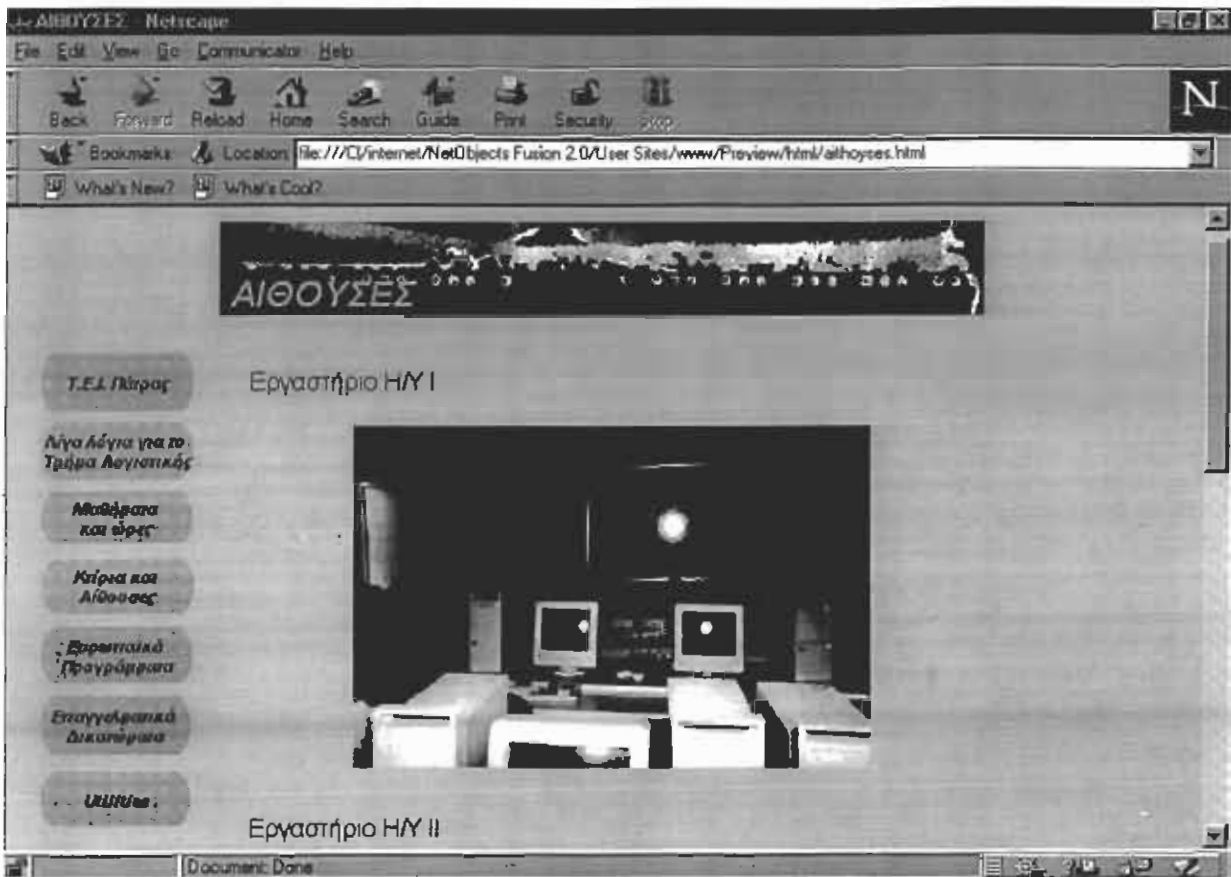 ΑΙΘΟΥΣΕΣ - Netscape
File Edit View Go Communicator Help
Back Forward Reload Home Search Guide Print Security Stop
Bookmarks Location: file:///C|/internet/NetObjects Fusion 2.0/User Sites/www/Preview/html/aithoyses.html
What's New? What's Cool?
N
ΑΙΘΟΥΣΕΣ
Τ.Ε.Ι. Πάτρας
Εργαστήριο Η/Υ Ι
Λίγα Λόγια για το
Τμήμα Λογιστικής
Μαθήματα
και ώρες
Κτίρια και
Αίθουσες
Ευρωπαϊκά
Προγράμματα
Επαγγελματικά
Δικαιώματα
Utilities
Εργαστήριο Η/Υ ΙΙ
Document: Done